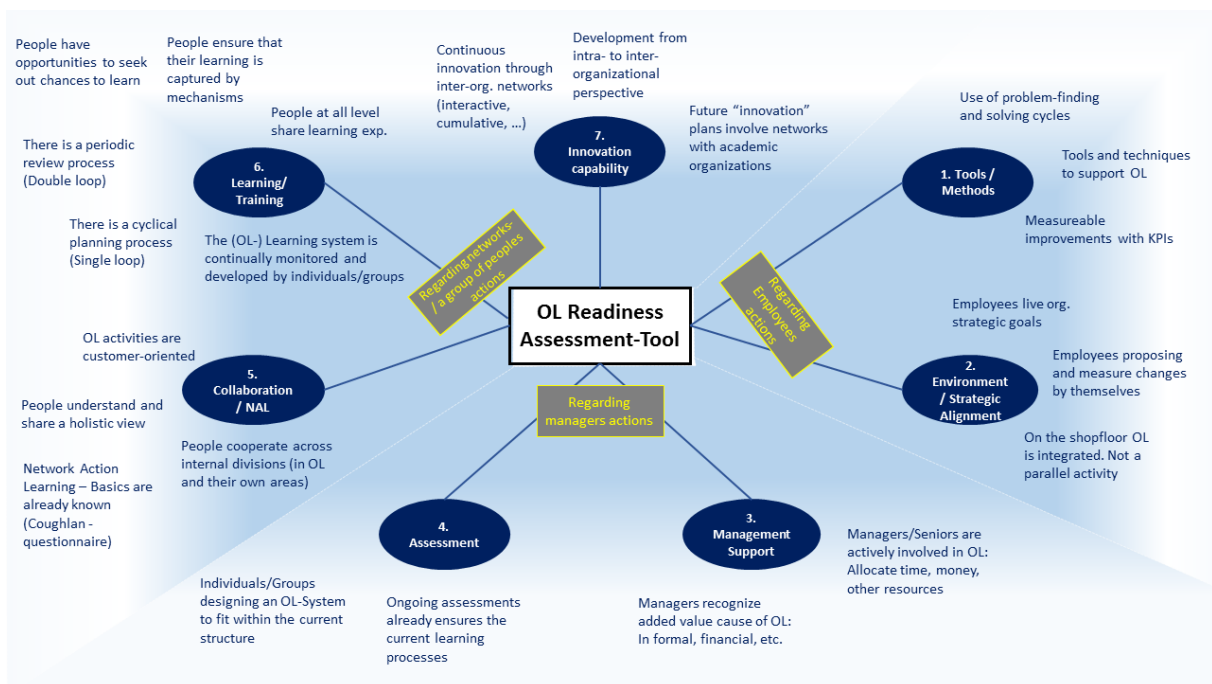 People have
opportunities to seek
out chances to learn
People ensure that
their learning is
captured by
mechanisms
People at all level
share learning exp.
There is a periodic
review process
(Double loop)
There is a cyclical
planning process
(Single loop)
6.
Learning/
Training
The (OL-) Learning system is
continually monitored and
developed by individuals/groups
Continuous
innovation through
inter-org. networks
(interactive,
cumulative, ...)
Development from
intra- to inter-
organizational
perspective
Future “innovation”
plans involve networks
with academic
organizations
7.
Innovation
capability
Use of problem-finding
and solving cycles
Tools and techniques
to support OL
1. Tools /
Methods
Measureable
improvements with KPIs
Regarding networks-
/ a group of peoples
actions
OL Readiness
Assessment-Tool
Regarding
Employees
actions
Employees live org.
strategic goals
Employees proposing
and measure changes
by themselves
2.
Environment
/ Strategic
Alignment
On the shopfloor OL
is integrated. Not a
parallel activity
OL activities are
customer-oriented
5.
Collaboration
/ NAL
People understand and
share a holistic view
People cooperate across
internal divisions (in OL
and their own areas)
Network Action
Learning – Basics are
already known
(Coughlan -
questionnaire)
Regarding
managers actions
4.
Assessment
Individuals/Groups
designing an OL-System
to fit within the current
structure
Ongoing assessments
already ensures the
current learning
processes
3.
Management
Support
Managers recognize
added value cause of OL:
In formal, financial, etc.
Managers/Seniors are
actively involved in OL:
Allocate time, money,
other resources